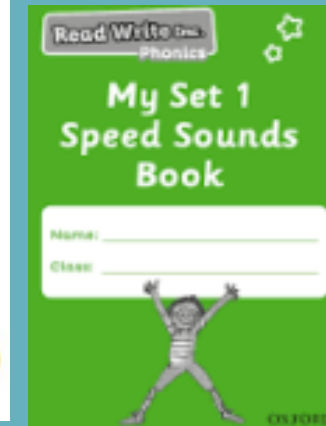 Read Write Inc.
Phonics
My Set 1
Speed Sounds
Book
Name:
Class:
OXFORD